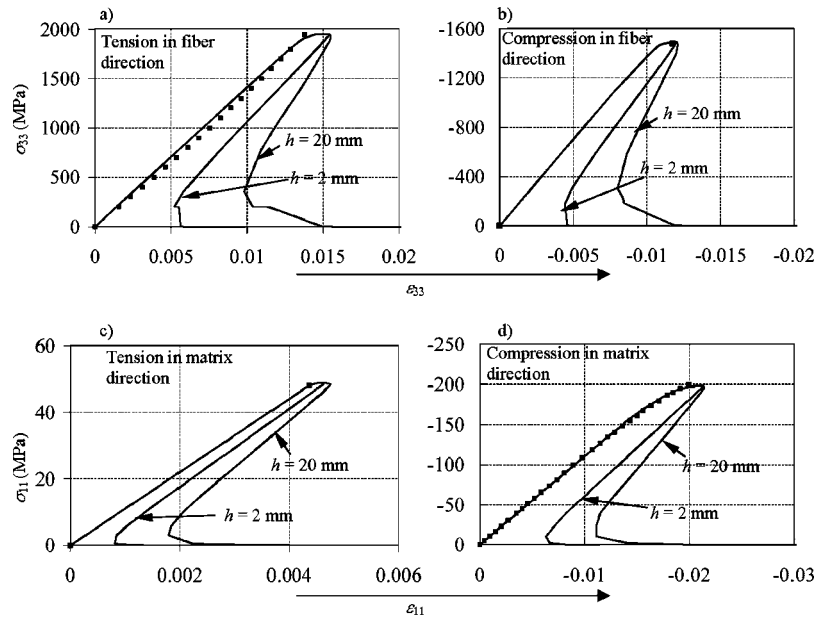 a)
Tension in fiber
direction
σ33 (MPa)
2000
1500
1000
500
0
h = 20 mm
h = 2 mm
0 0.005 0.01 0.015 0.02
b)
Compression in fiber
direction
-1600
-1200
-800
-400
0
h = 20 mm
h = 2 mm
0 -0.005 -0.01 -0.015 -0.02
ε33
c)
Tension in matrix
direction
σ11 (MPa)
60
40
20
0
h = 20 mm
h = 2 mm
0 0.002 0.004 0.006
d)
Compression in matrix
direction
-250
-200
-150
-100
-50
0
h = 20 mm
h = 2 mm
0 -0.01 -0.02 -0.03
ε11